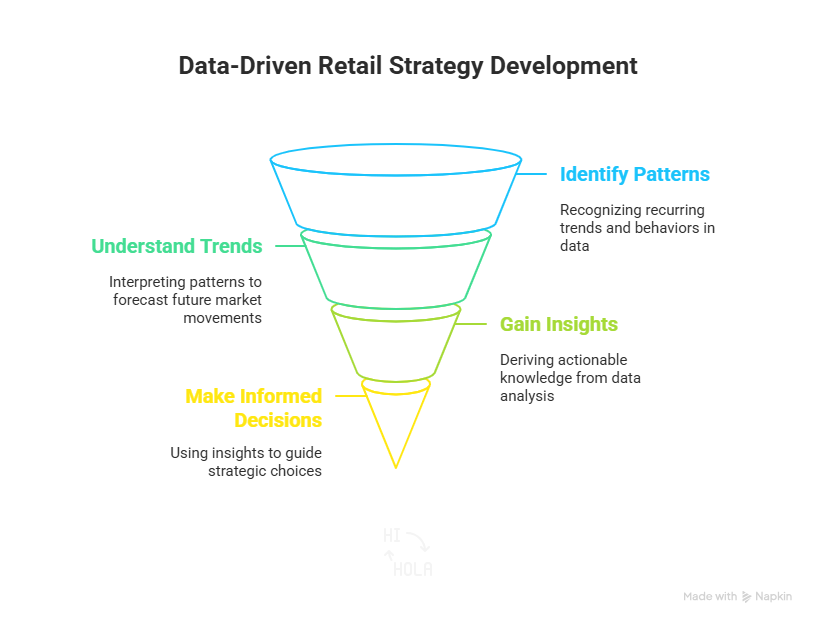 Data-Driven Retail Strategy Development
Identify Patterns
Recognizing recurring
trends and behaviors in
data
Understand Trends
Interpreting patterns to
forecast future market
movements
Gain Insights
Deriving actionable
knowledge from data
analysis
Make Informed
Decisions
Using insights to guide
strategic choices
HI
HOLA
Made with Napkin